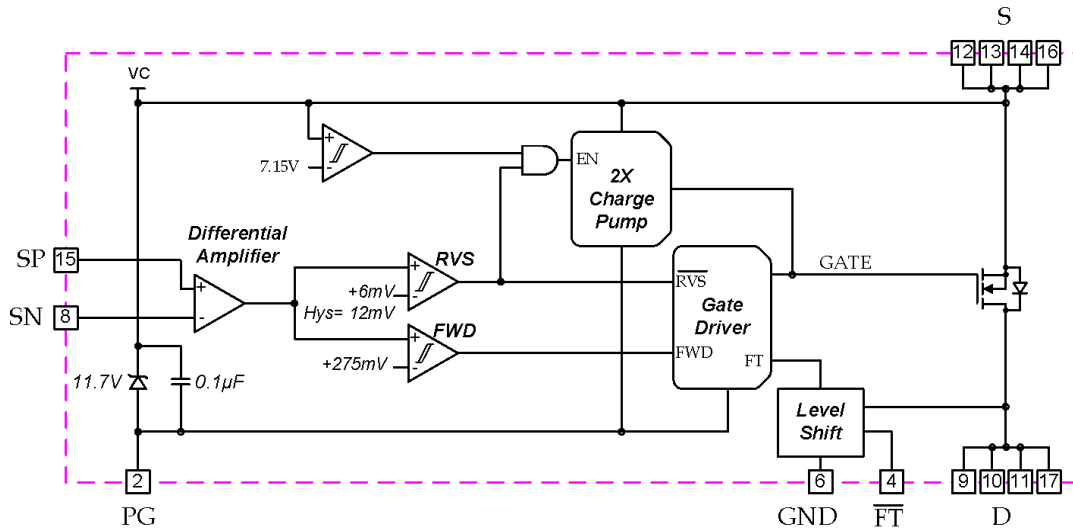 S
12 13 14 16
VC
7.15V
+
-
EN
2X
Charge
Pump
Differential
Amplifier
SP 15
SN 8
+
-
RVS
+
-
+6mV
Hys= 12mV
FWD
+
-
+275mV
RVS
Gate
Driver
FWD
FT
GATE
11.7V
0.1µF
Level
Shift
2
6
4
9 10 11 17
PG
GND
FT
D